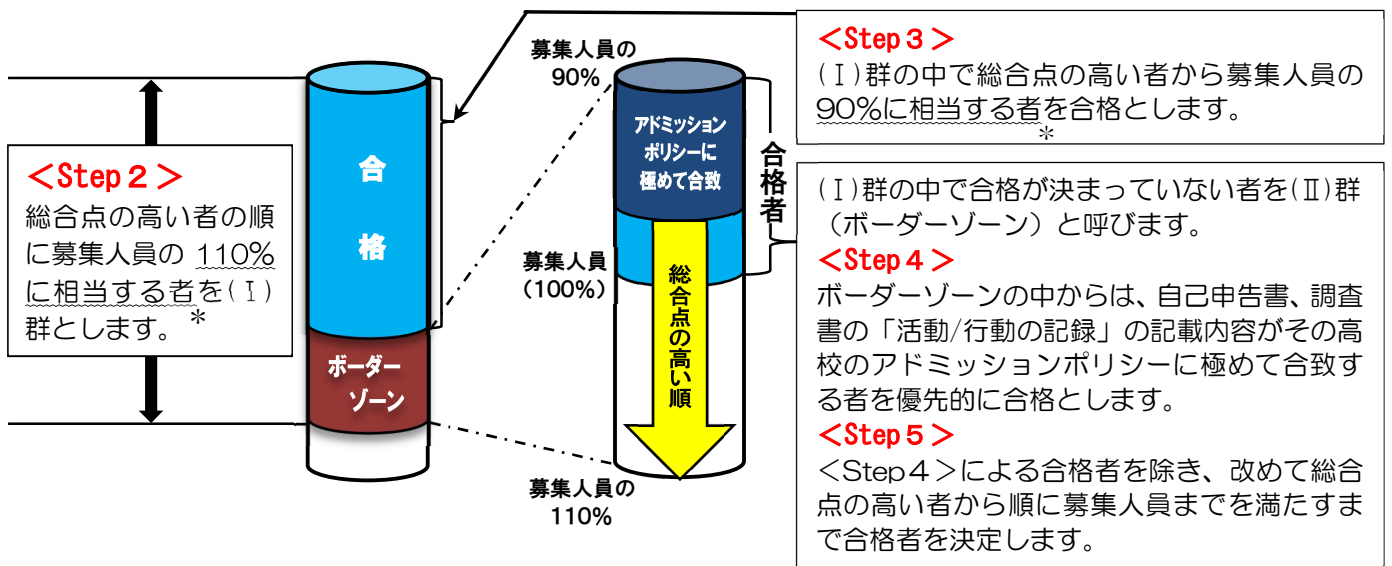 <Step2>
総合点の高い者の順
に募集人員の 110%
に相当する者を(Ⅰ)
群とします。 *
合
格
ボーダー
ゾーン
募集人員の
90%
募集人員
(100%)
募集人員の
110%
アドミッション
ポリシーに
極めて合致
総合点の高い順
合格者
<Step3>
(Ⅰ)群の中で総合点の高い者から募集人員の
90%に相当する者を合格とします。
*
(Ⅰ)群の中で合格が決まっていない者を(Ⅱ)群
(ボーダーゾーン)と呼びます。
<Step4>
ボーダーゾーンの中からは、自己申告書、調査
書の「活動/行動の記録」の記載内容がその高
校のアドミッションポリシーに極めて合致す
る者を優先的に合格とします。
<Step5>
<Step4>による合格者を除き、改めて総合
点の高い者から順に募集人員までを満たすま
で合格者を決定します。